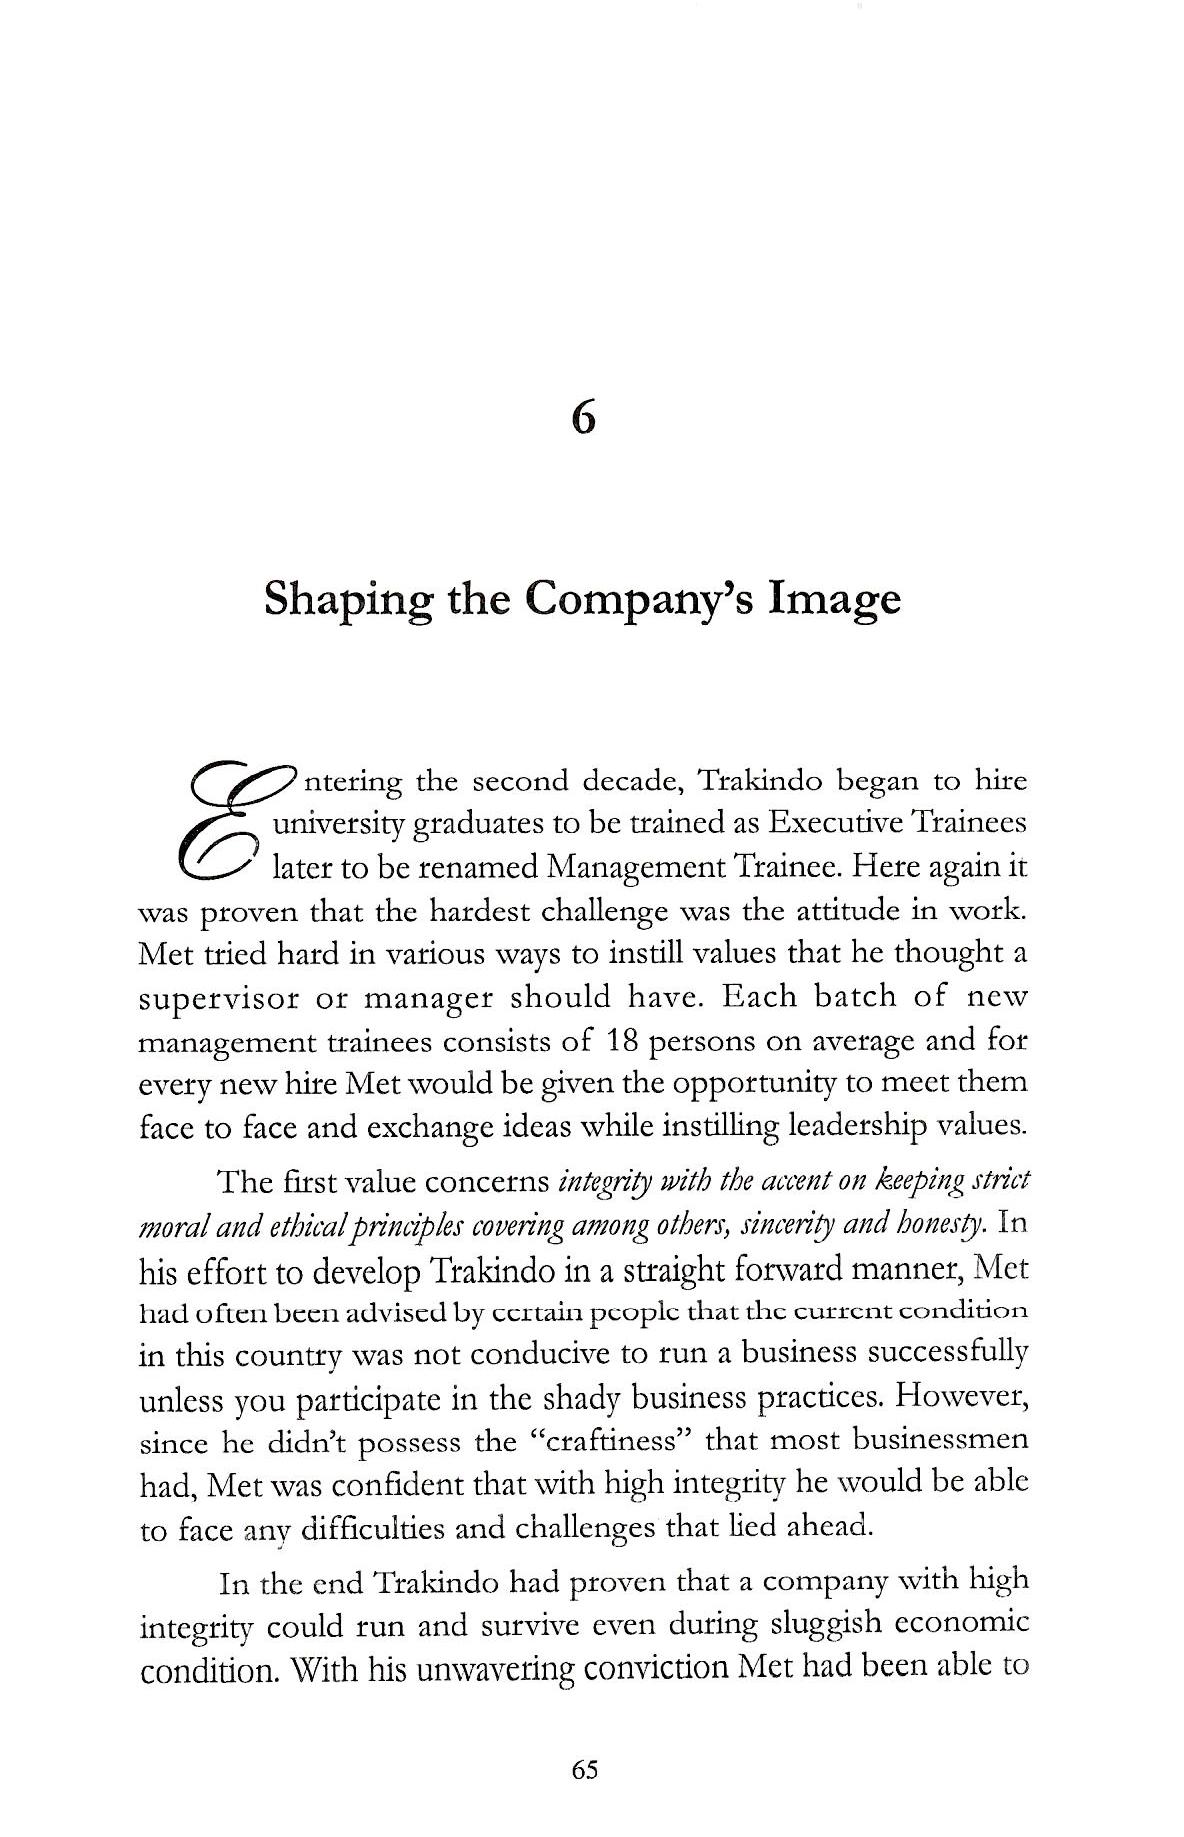 6
Shaping the Company's Image
Entering the second decade, Trakindo began to hire
university graduates to be trained as Executive Trainees
later to be renamed Management Trainee. Here again it
was proven that the hardest challenge was the attitude in work.
Met tried hard in various ways to instill values that he thought a
supervisor or manager should have. Each batch of new
management trainees consists of 18 persons on average and for
every new hire Met would be given the opportunity to meet them
face to face and exchange ideas while instilling leadership values.
The first value concerns integrity with the accent on keeping strict
moral and ethical principles covering among others, sincerity and honesty. In
his effort to develop Trakindo in a straight forward manner, Met
had often been advised by certain people that the current condition
in this country was not conducive to run a business successfully
unless you participate in the shady business practices. However,
since he didn't possess the “craftiness” that most businessmen
had, Met was confident that with high integrity he would be able
to face any difficulties and challenges that lied ahead.
In the end Trakindo had proven that a company with high
integrity could run and survive even during sluggish economic
condition. With his unwavering conviction Met had been able to
65